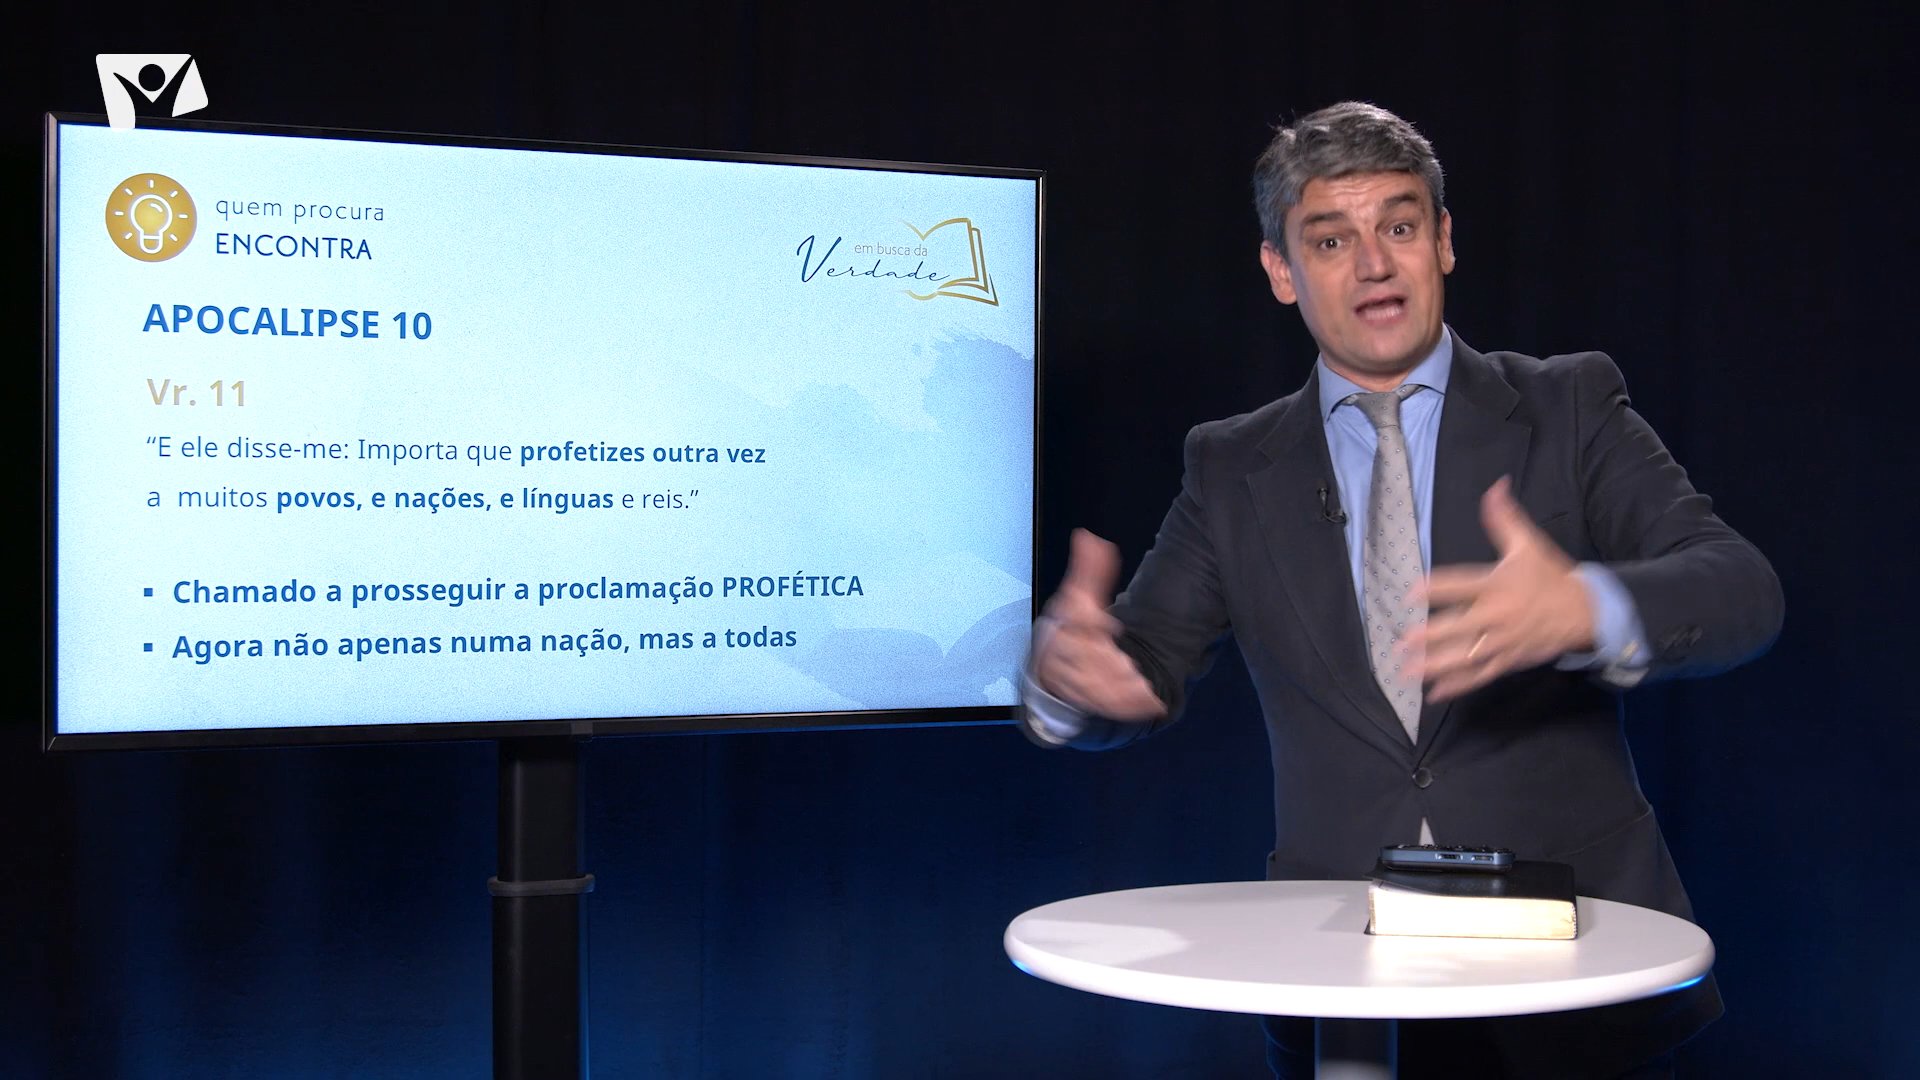 quem procura
ENCONTRA
em busca da
Verdade
APOCALIPSE 10
Vr. 11
“E ele disse-me: Importa que profetizes outra vez
a muitos povos, e nações, e línguas e reis.”
▪ Chamado a prosseguir a proclamação PROFÉTICA
▪ Agora não apenas numa nação, mas a todas